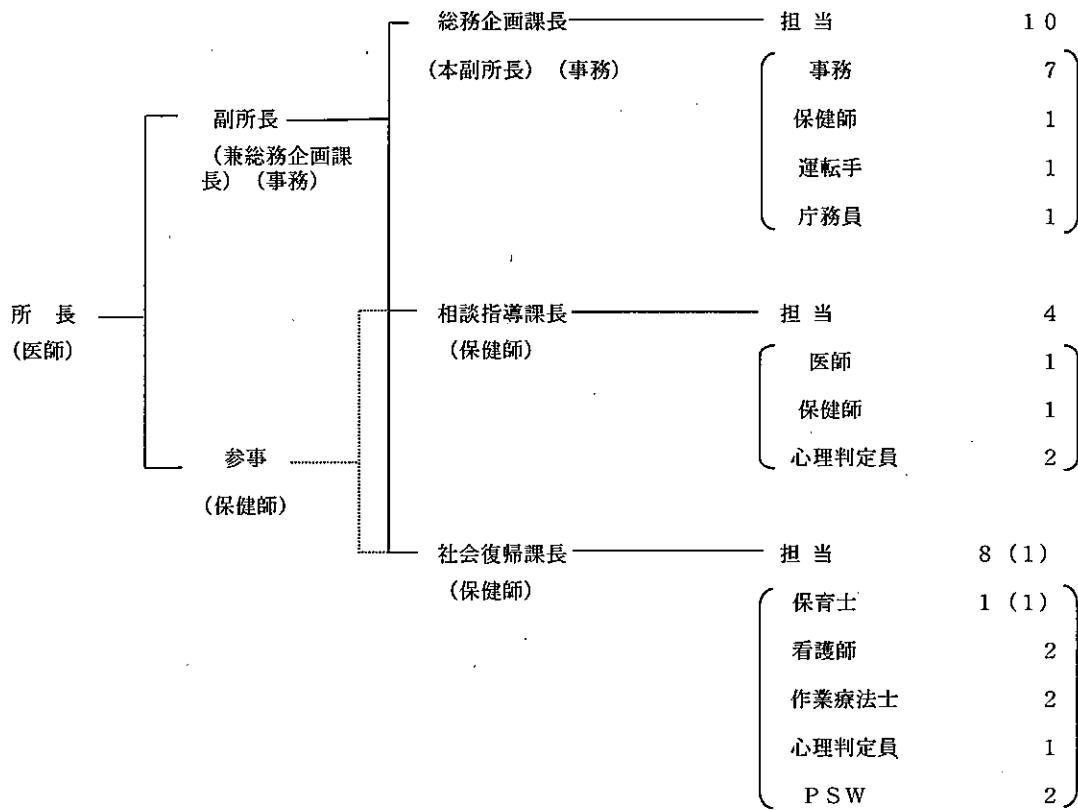 総務企画課長 担当 10
(本副所長) (事務)
事務 7
保健師 1
運転手 1
庁務員 1
副所長
(兼総務企画課
長) (事務)
所長
(医師)
相談指導課長 担当 4
(保健師)
医師 1
保健師 1
心理判定員 2
参事
(保健師)
社会復帰課長 担当 8 (1)
(保健師)
保育士 1 (1)
看護師 2
作業療法士 2
心理判定員 1
PSW 2